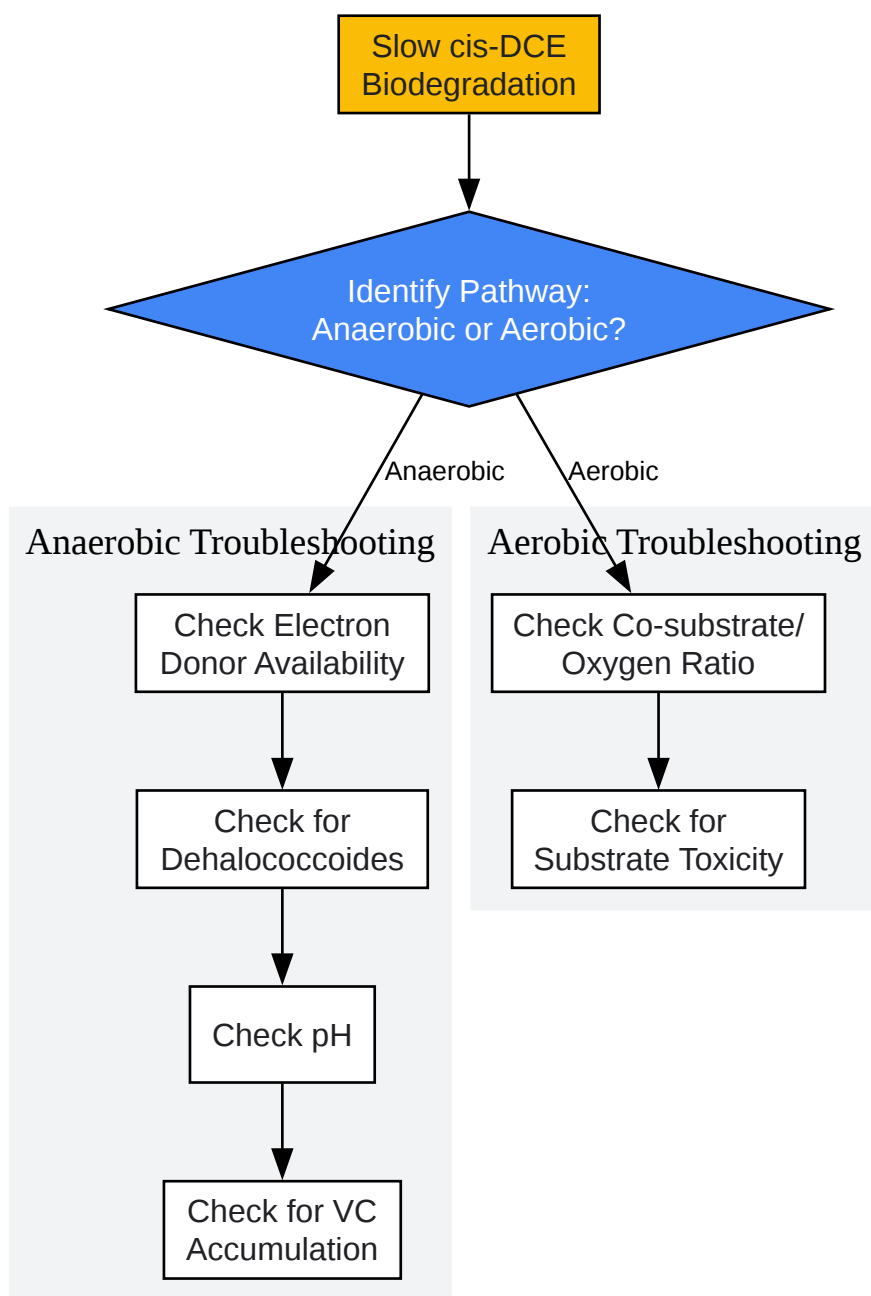 Slow cis-DCE
Biodegradation
Identify Pathway:
Anaerobic or Aerobic?
Anaerobic
Aerobic
Anaerobic Troubleshooting
Check Electron
Donor Availability
Check for
Dehalococcoides
Check pH
Check for VC
Accumulation
Aerobic Troubleshooting
Check Co-substrate/
Oxygen Ratio
Check for
Substrate Toxicity